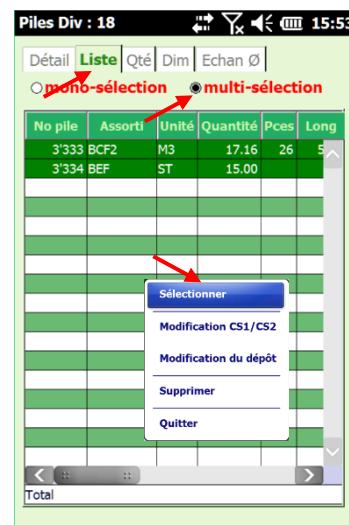 Piles Div : 18 15:53
Détail Liste Qté Dim Echan Ø
mono-sélection multi-sélection
No pile Assorti Unité Quantité Pces Long
3'333 BCF2 M3 17.16 26 5
3'334 BEF ST 15.00
Sélectionner
Modification CS1/CS2
Modification du dépôt
Supprimer
Quitter
Total